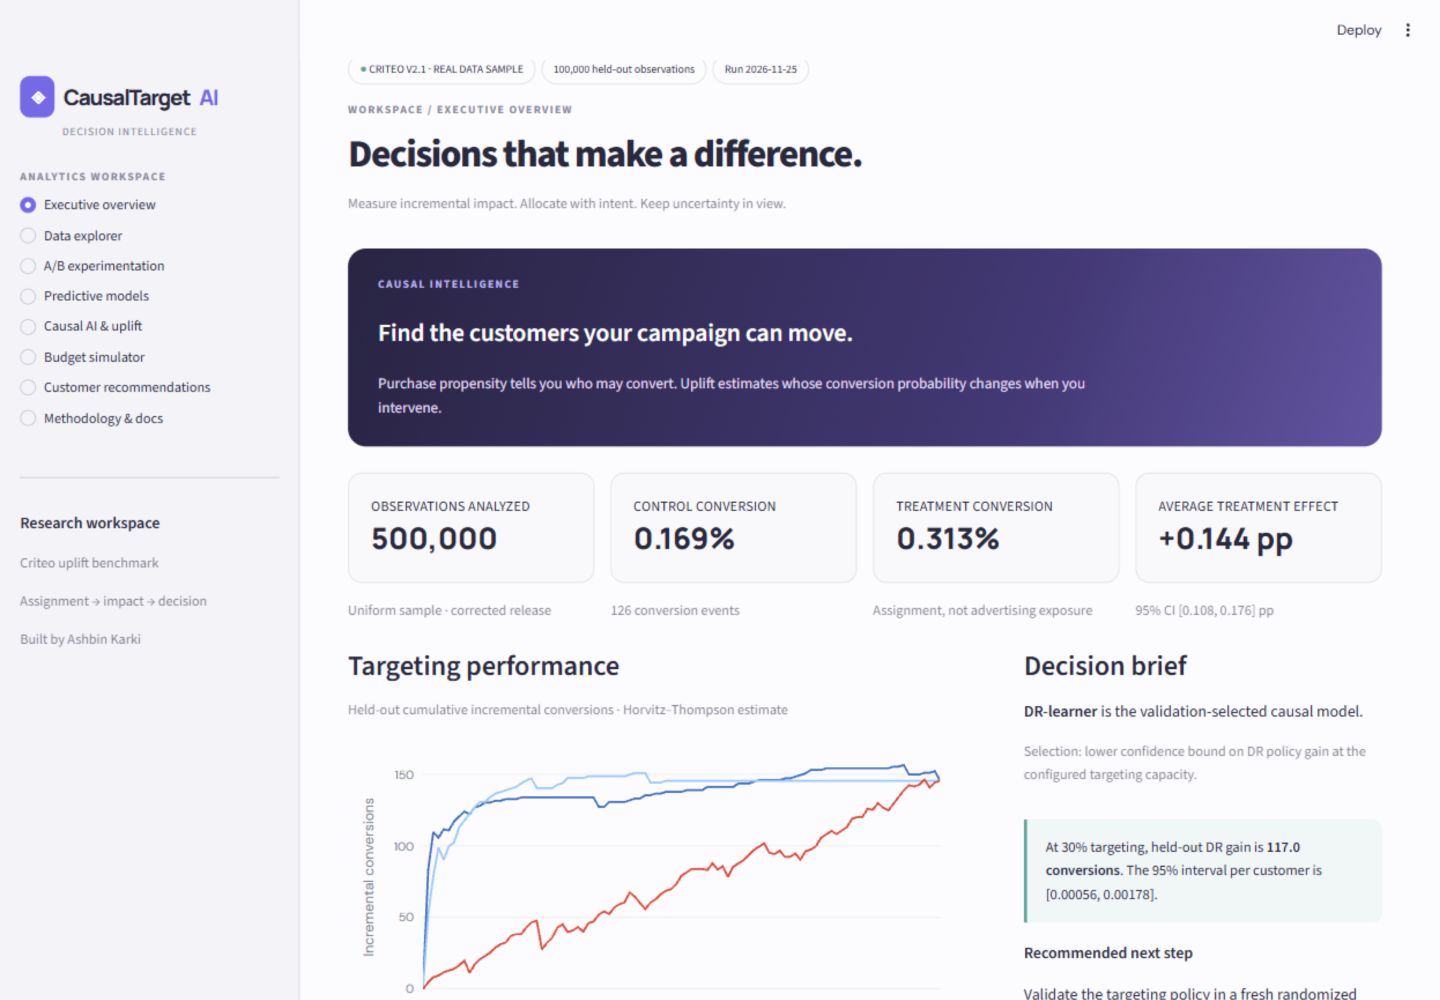 Deploy
CausalTarget AI
DECISION INTELLIGENCE
ANALYTICS WORKSPACE
Executive overview
Data explorer
A/B experimentation
Predictive models
Causal AI & uplift
Budget simulator
Customer recommendations
Methodology & docs
Research workspace
Criteo uplift benchmark
Assignment → impact → decision
Built by Ashbin Karki
CRITEO V2.1 · REAL DATA SAMPLE
100,000 held-out observations
Run 2026-11-25
WORKSPACE / EXECUTIVE OVERVIEW
Decisions that make a difference.
Measure incremental impact. Allocate with intent. Keep uncertainty in view.
CAUSAL INTELLIGENCE
Find the customers your campaign can move.
Purchase propensity tells you who may convert. Uplift estimates whose conversion probability changes when you
intervene.
OBSERVATIONS ANALYZED
500,000
Uniform sample · corrected release
CONTROL CONVERSION
0.169%
126 conversion events
TREATMENT CONVERSION
0.313%
Assignment, not advertising exposure
AVERAGE TREATMENT EFFECT
+0.144 pp
95% CI [0.108, 0.176] pp
Targeting performance
Held-out cumulative incremental conversions · Horvitz–Thompson estimate
Incremental conversions
150
100
50
0
Decision brief
DR-learner is the validation-selected causal model.
Selection: lower confidence bound on DR policy gain at the
configured targeting capacity.
At 30% targeting, held-out DR gain is 117.0
conversions. The 95% interval per customer is
[0.00056, 0.00178].
Recommended next step
Validate the targeting policy in a fresh randomized